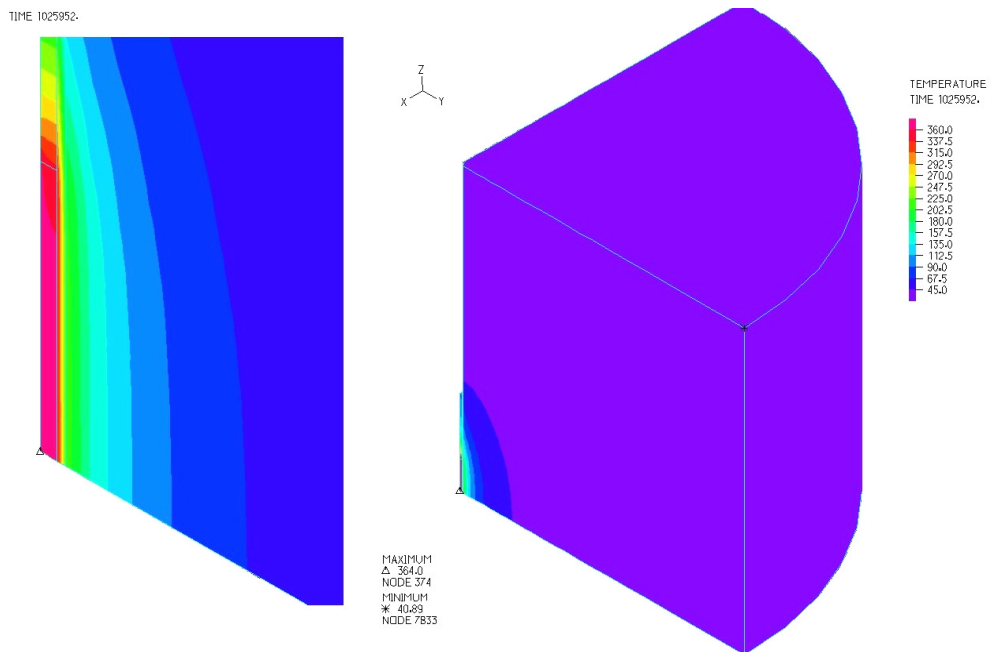 TIME 1025952.
Z
X
Y
TEMPERATURE
TIME 1025952.
360.0
337.5
315.0
292.5
270.0
247.5
225.0
202.5
180.0
157.5
135.0
112.5
90.0
67.5
45.0
MAXIMUM
Δ 364.0
NODE 374
MINIMUM
* 40.89
NODE 7833